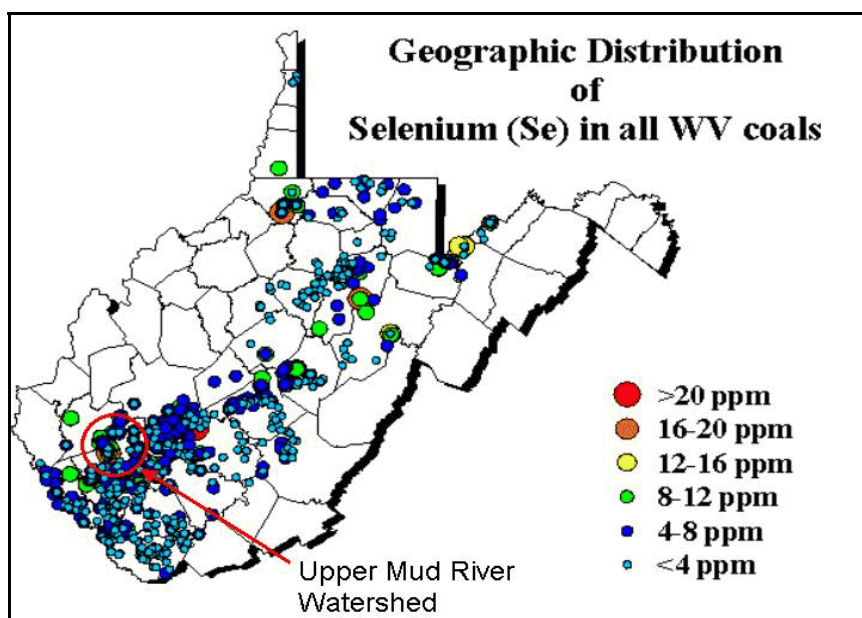 Geographic Distribution
of
Selenium (Se) in all WV coals
>20 ppm
16-20 ppm
12-16 ppm
8-12 ppm
4-8 ppm
<4 ppm
Upper Mud River
Watershed